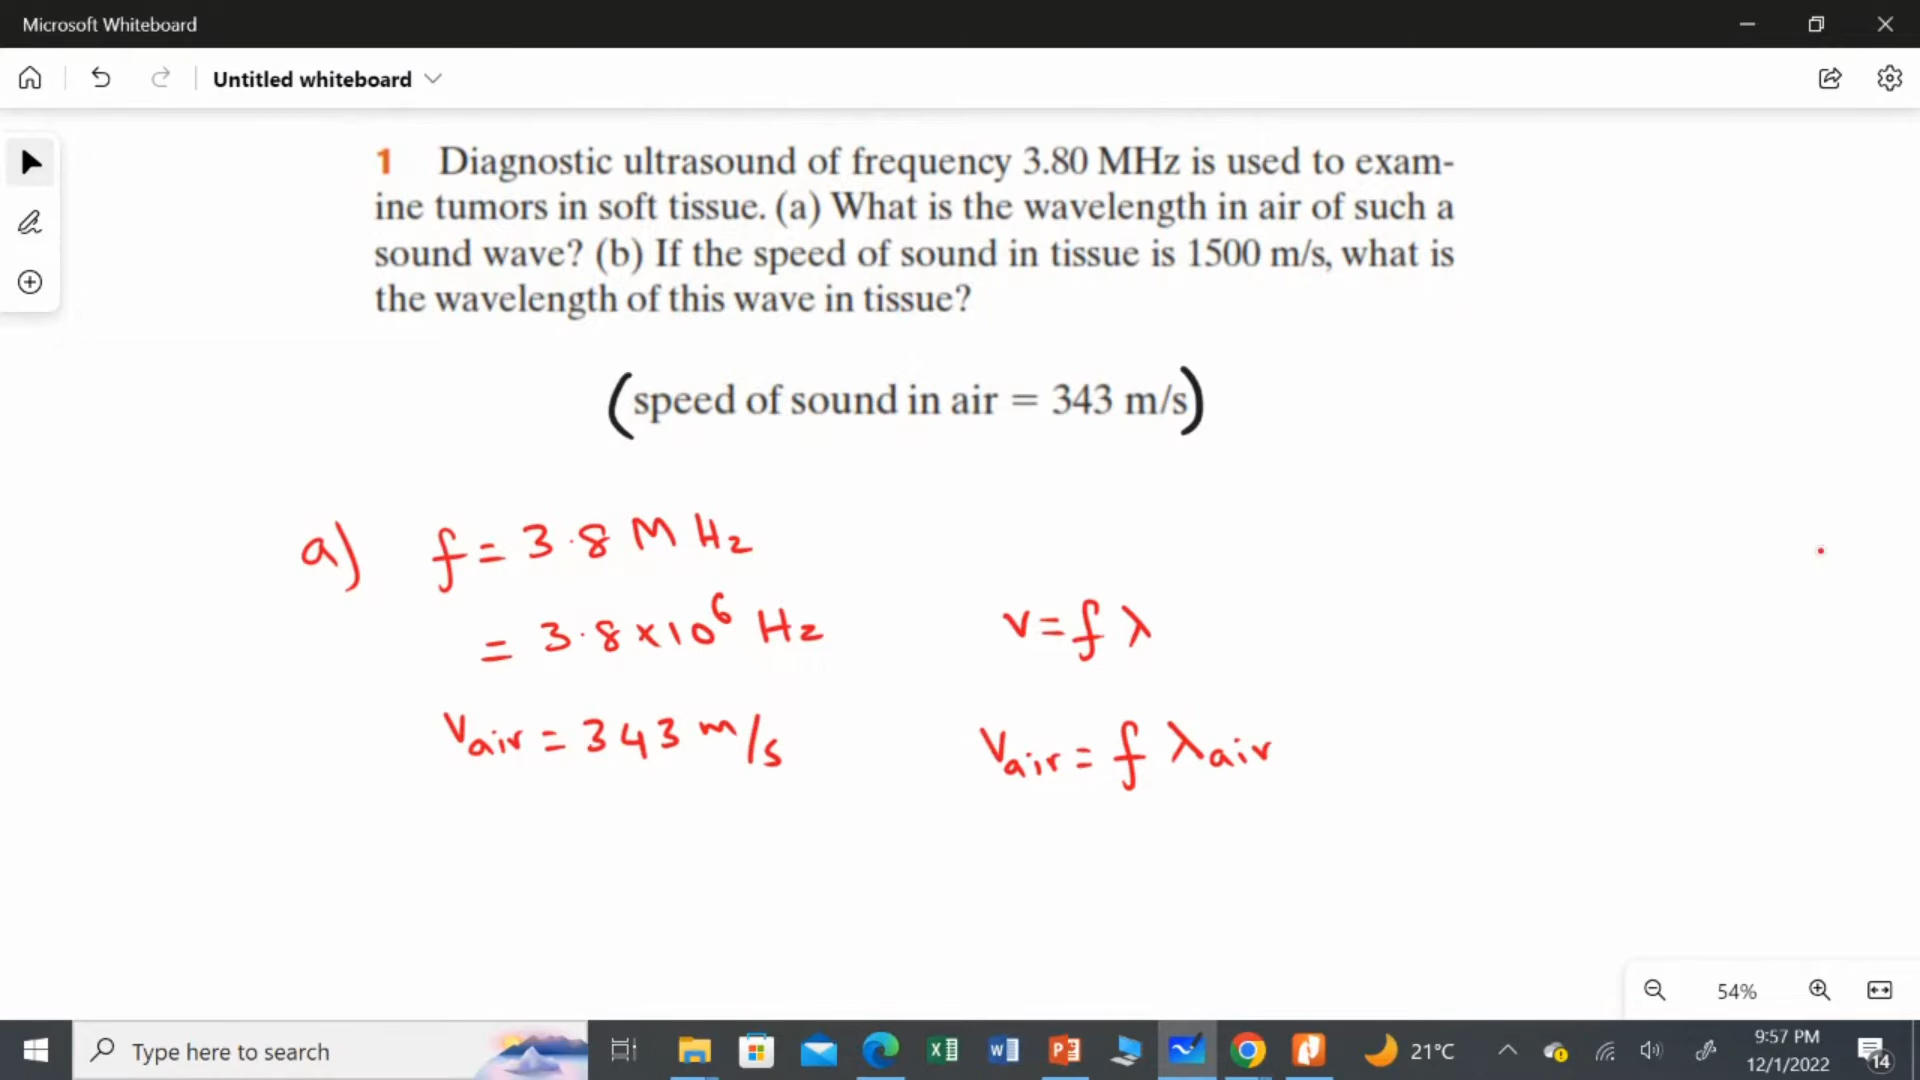 Microsoft Whiteboard
Untitled whiteboard
1 Diagnostic ultrasound of frequency 3.80 MHz is used to exam-
ine tumors in soft tissue. (a) What is the wavelength in air of such a
sound wave? (b) If the speed of sound in tissue is 1500 m/s, what is
the wavelength of this wave in tissue?
(speed of sound in air = 343 m/s)
a) f = 3.8 M Hz
= 3.8 × 10⁶ Hz
v = f λ
Vair = 343 m/s
Vair = f λair
54%
Type here to search
21°C
9:57 PM
12/1/2022
14